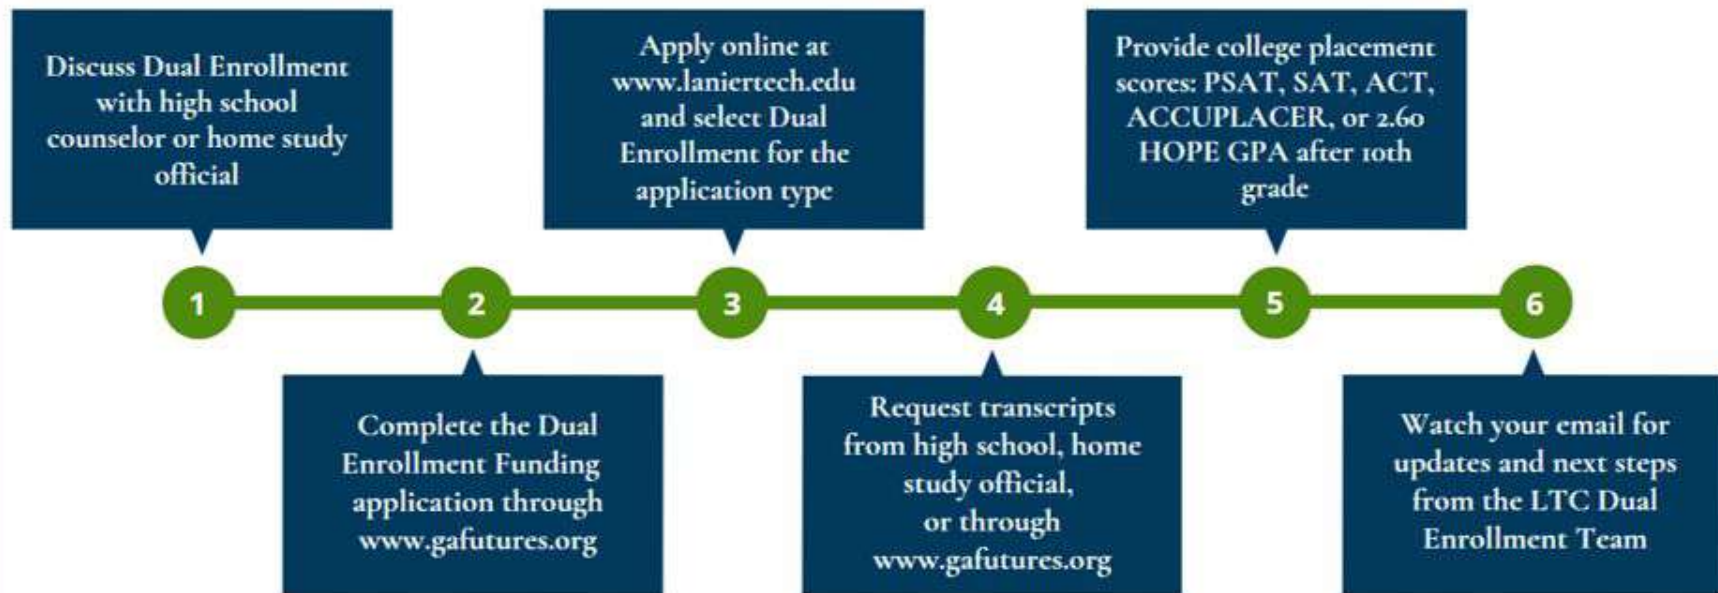 Discuss Dual Enrollment
with high school
counselor or home study
official
Apply online at
www.laniertech.edu
and select Dual
Enrollment for the
application type
Provide college placement
scores: PSAT, SAT, ACT,
ACCUPLACER, or 2.60
HOPE GPA after 10th
grade
1
2
3
4
5
6
Complete the Dual
Enrollment Funding
application through
www.gafutures.org
Request transcripts
from high school, home
study official,
or through
www.gafutures.org
Watch your email for
updates and next steps
from the LTC Dual
Enrollment Team